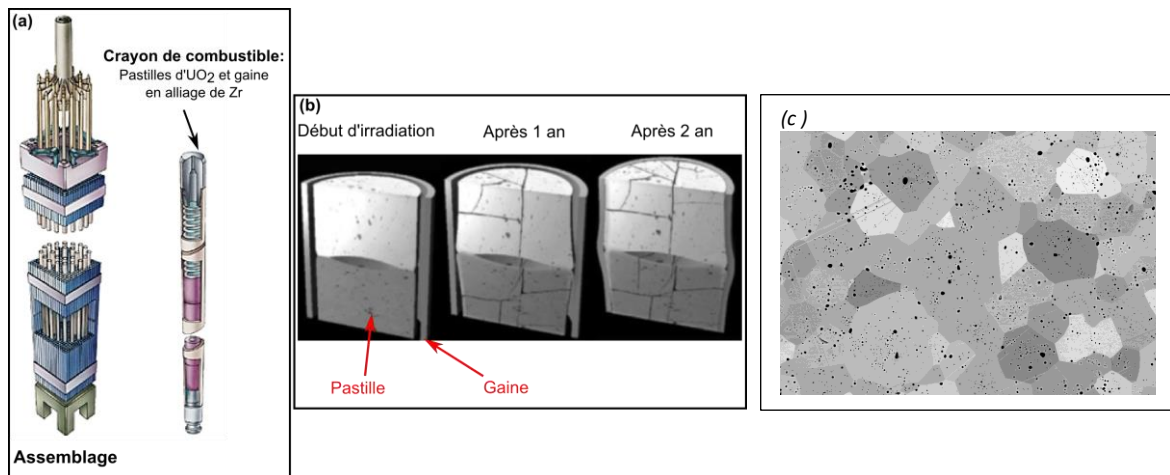 (a)
Crayon de combustible:
Pastilles d'UO2 et gaine
en alliage de Zr
Assemblage
(b)
Début d'irradiation
Après 1 an
Après 2 an
Pastille
Gaine
(c )